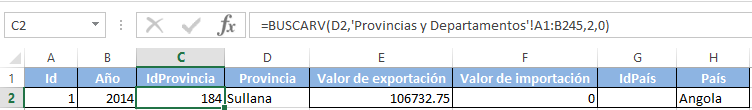 C2 =BUSCARV(D2,'Provincias y Departamentos'!A1:B245,2,0)
A B C D E F G H
1 Id Año IdProvincia Provincia Valor de exportación Valor de importación IdPaís País
2 1 2014 184 Sullana 106732.75 0 Angola